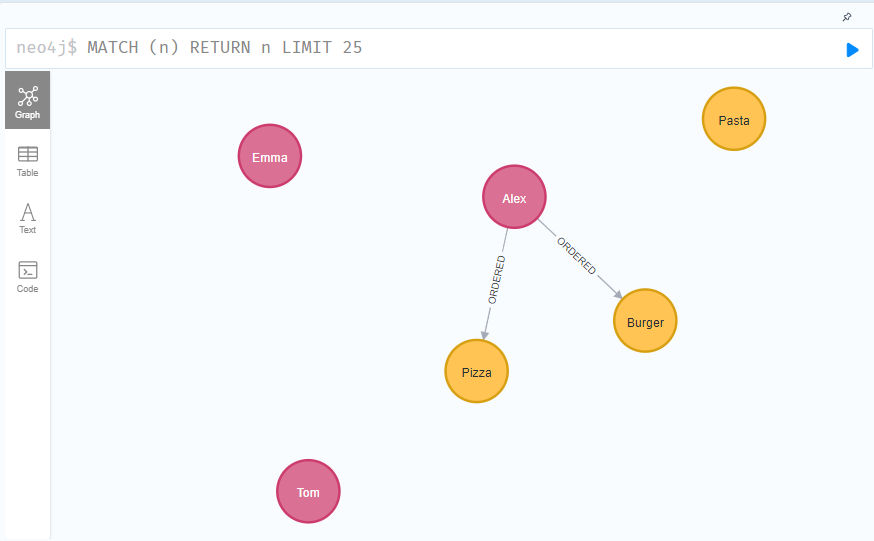 neo4j$ MATCH (n) RETURN n LIMIT 25
Graph
Table
Text
Code
Pasta
Emma
Alex
ORDERED
ORDERED
Burger
Pizza
Tom